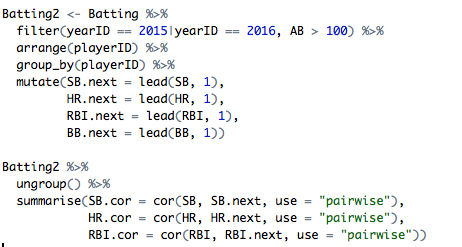 Batting2 <- Batting %>%
  filter(yearID == 2015|yearID == 2016, AB > 100) %>%
  arrange(playerID) %>%
  group_by(playerID) %>%
  mutate(SB.next = lead(SB, 1),
         HR.next = lead(HR, 1),
         RBI.next = lead(RBI, 1),
         BB.next = lead(BB, 1))

Batting2 %>%
  ungroup() %>%
  summarise(SB.cor = cor(SB, SB.next, use = "pairwise"),
            HR.cor = cor(HR, HR.next, use = "pairwise"),
            RBI.cor = cor(RBI, RBI.next, use = "pairwise"))